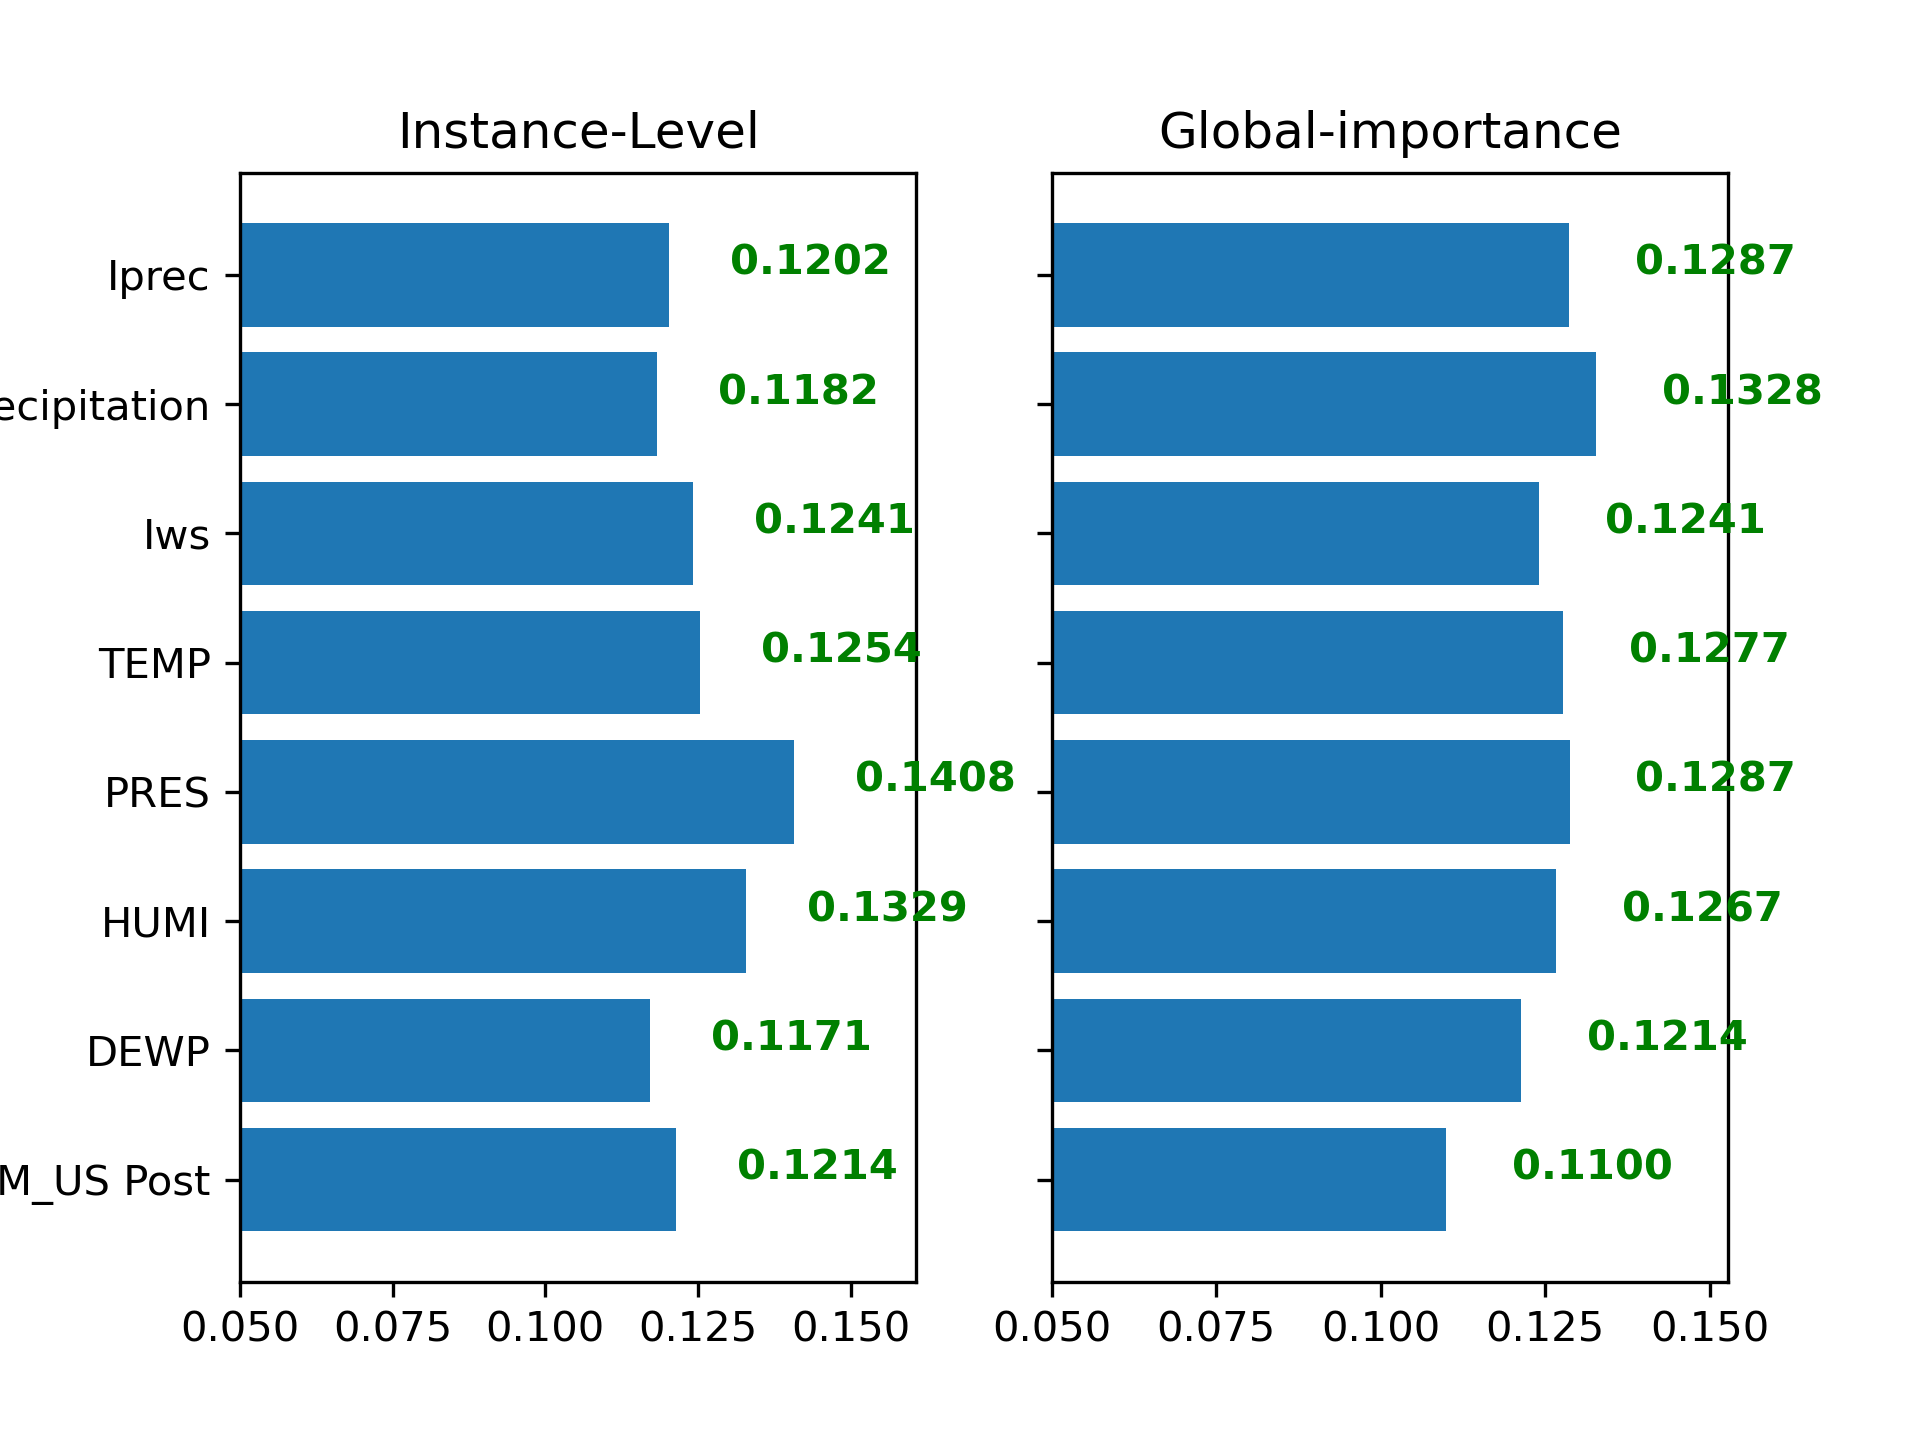 Instance-Level Global-importance
Iprec 0.1202 0.1287
ecipitation 0.1182 0.1328
Iws 0.1241 0.1241
TEMP 0.1254 0.1277
PRES 0.1408 0.1287
HUMI 0.1329 0.1267
DEWP 0.1171 0.1214
M_US Post 0.1214 0.1100
0.050 0.075 0.100 0.125 0.150 0.050 0.075 0.100 0.125 0.150